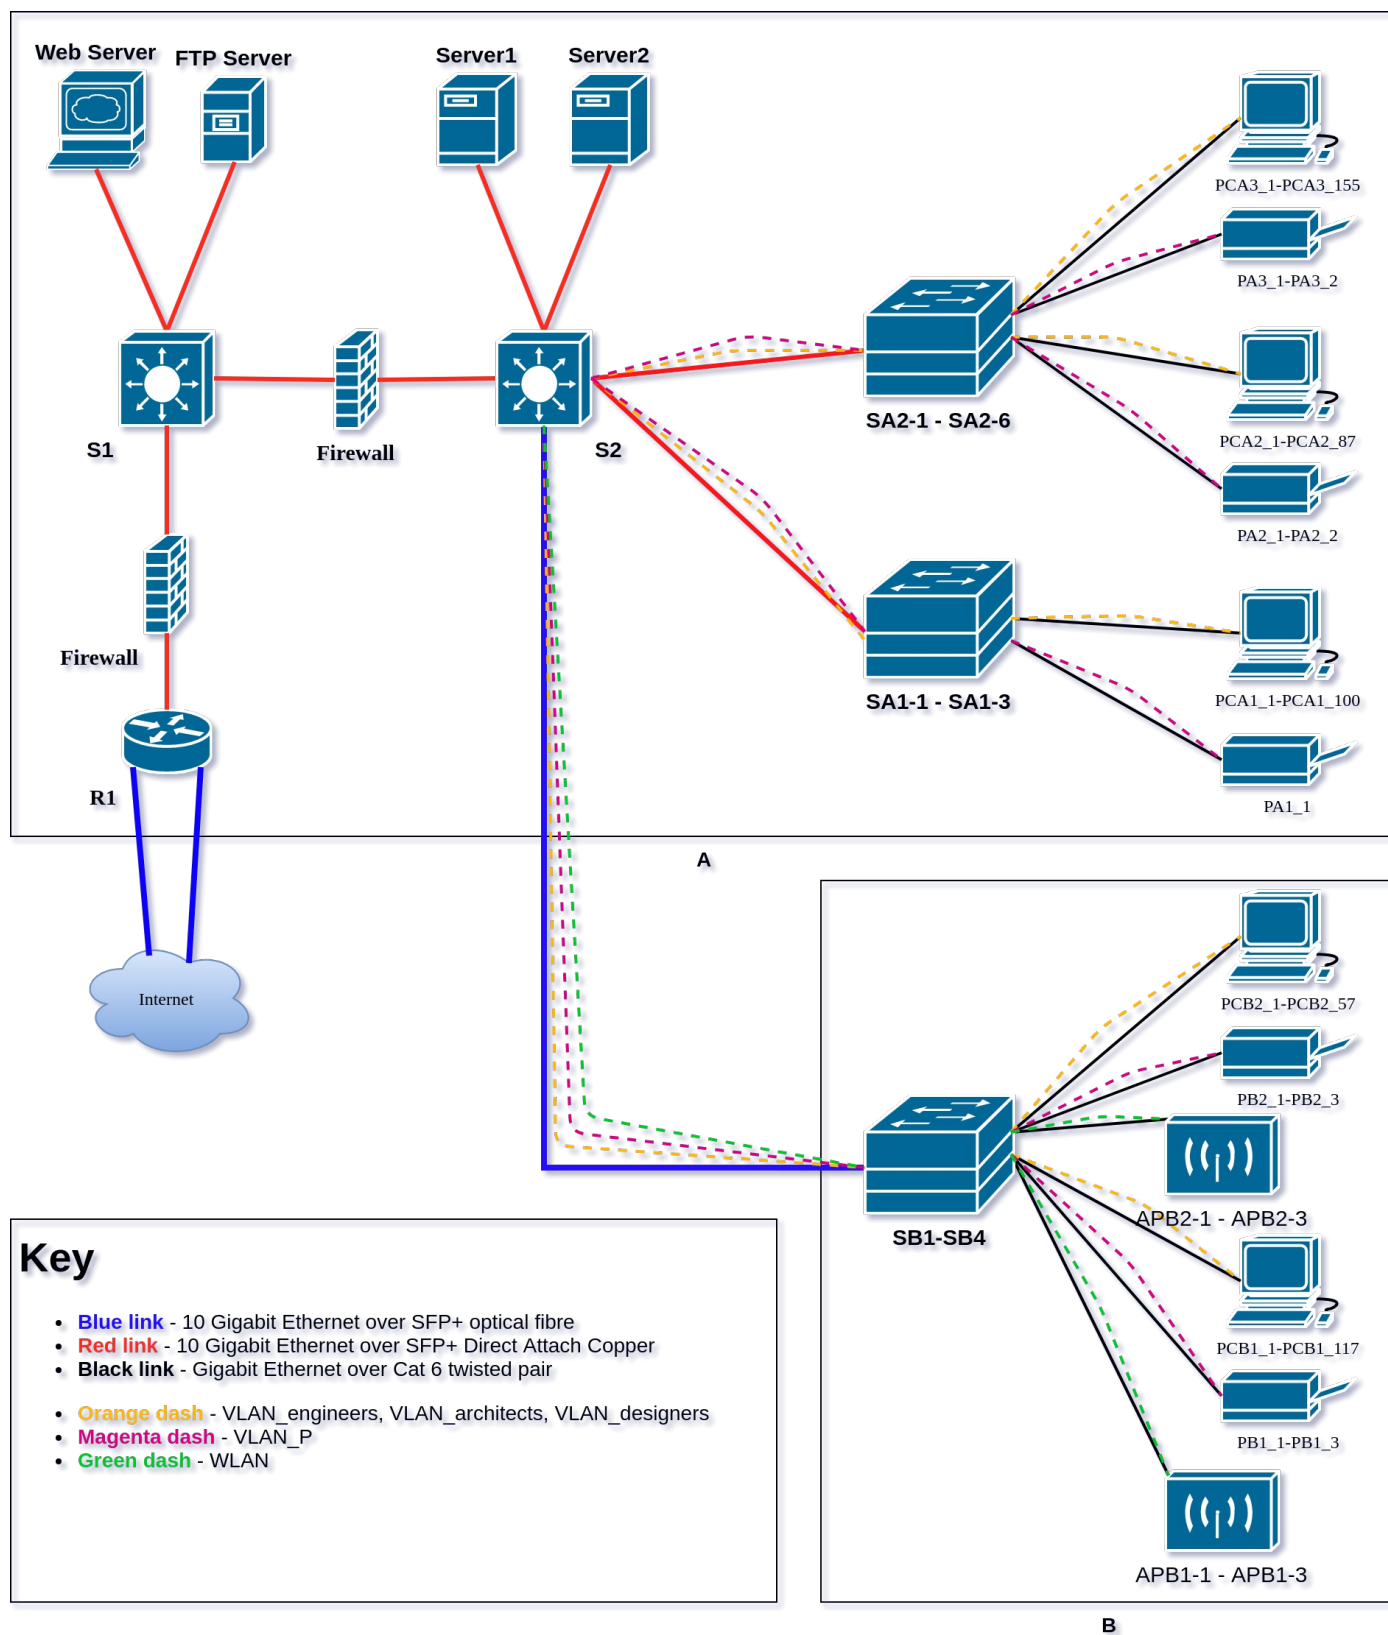 Web Server
FTP Server
Server1
Server2
PCA3_1-PCA3_155
PA3_1-PA3_2
SA2-1 - SA2-6
PCA2_1-PCA2_87
S1
Firewall
S2
PA2_1-PA2_2
Firewall
SA1-1 - SA1-3
PCA1_1-PCA1_100
R1
PA1_1
A
Internet
PCB2_1-PCB2_57
PB2_1-PB2_3
APB2-1 - APB2-3
SB1-SB4
PCB1_1-PCB1_117
PB1_1-PB1_3
APB1-1 - APB1-3
B
Key
• Blue link - 10 Gigabit Ethernet over SFP+ optical fibre
• Red link - 10 Gigabit Ethernet over SFP+ Direct Attach Copper
• Black link - Gigabit Ethernet over Cat 6 twisted pair
• Orange dash - VLAN_engineers, VLAN_architects, VLAN_designers
• Magenta dash - VLAN_P
• Green dash - WLAN